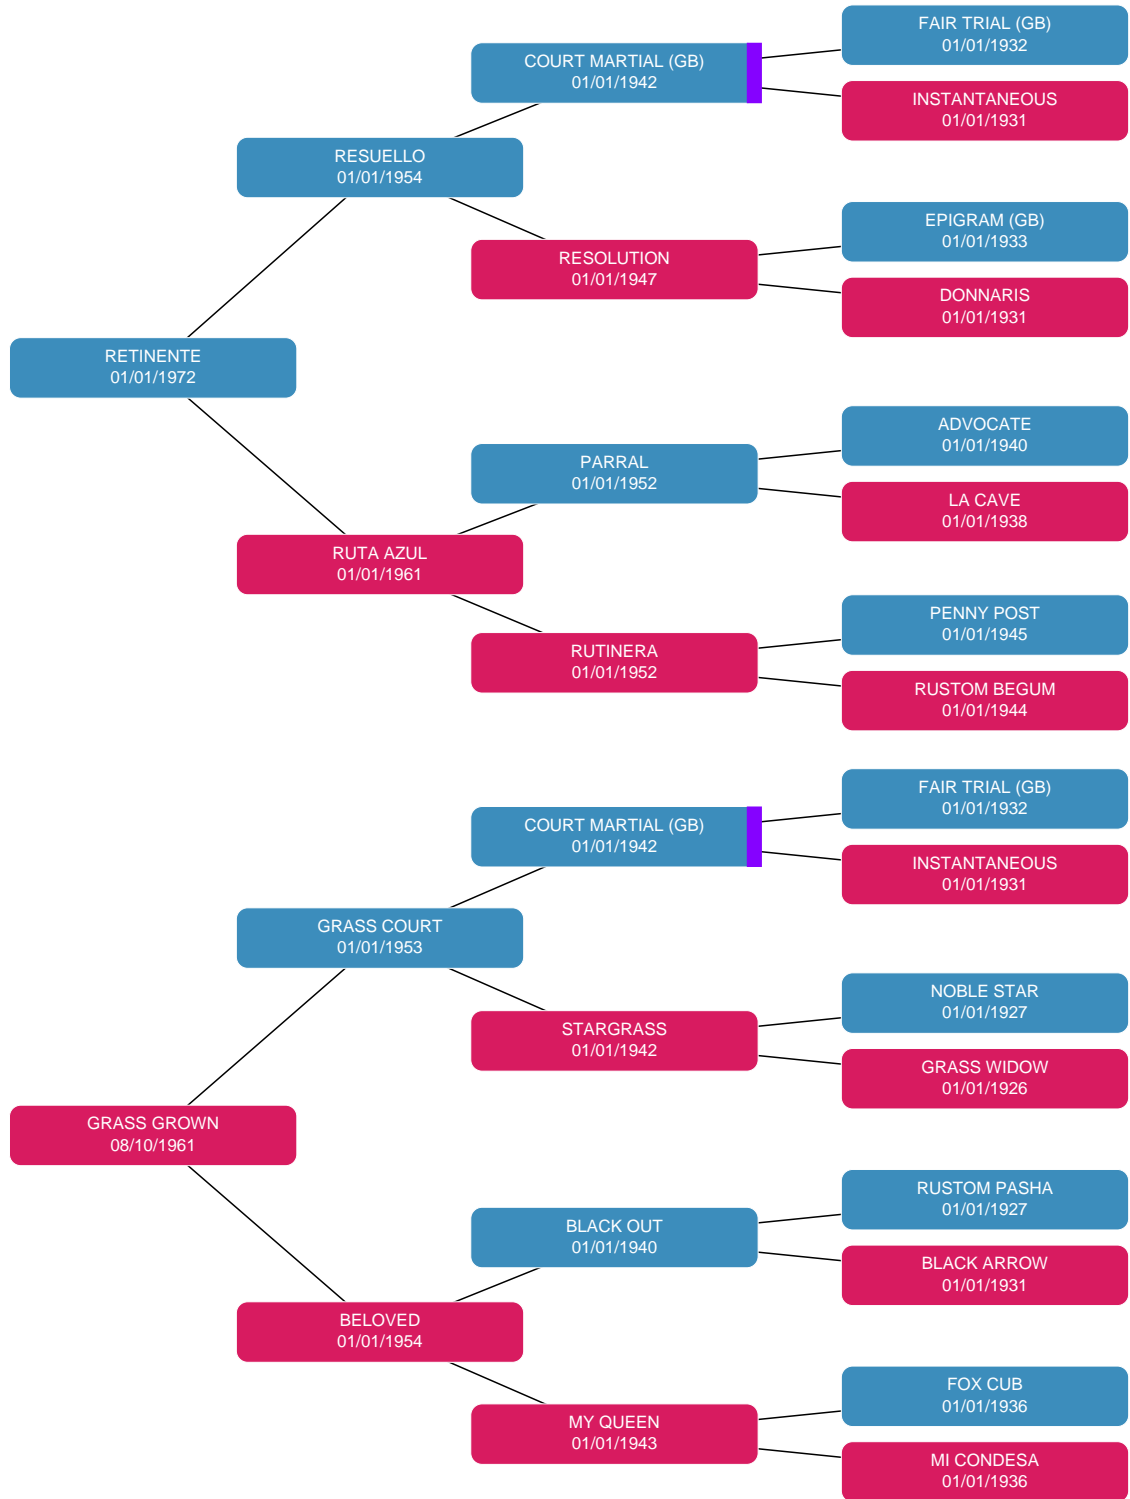 FAIR TRIAL (GB)
01/01/1932
COURT MARTIAL (GB)
01/01/1942
INSTANTANEOUS
01/01/1931
RESUELLO
01/01/1954
EPIGRAM (GB)
01/01/1933
RESOLUTION
01/01/1947
DONNARIS
01/01/1931
RETINENTE
01/01/1972
ADVOCATE
01/01/1940
PARRAL
01/01/1952
LA CAVE
01/01/1938
RUTA AZUL
01/01/1961
PENNY POST
01/01/1945
RUTINERA
01/01/1952
RUSTOM BEGUM
01/01/1944
FAIR TRIAL (GB)
01/01/1932
COURT MARTIAL (GB)
01/01/1942
INSTANTANEOUS
01/01/1931
GRASS COURT
01/01/1953
NOBLE STAR
01/01/1927
STARGRASS
01/01/1942
GRASS WIDOW
01/01/1926
GRASS GROWN
08/10/1961
RUSTOM PASHA
01/01/1927
BLACK OUT
01/01/1940
BLACK ARROW
01/01/1931
BELOVED
01/01/1954
FOX CUB
01/01/1936
MY QUEEN
01/01/1943
MI CONDESA
01/01/1936